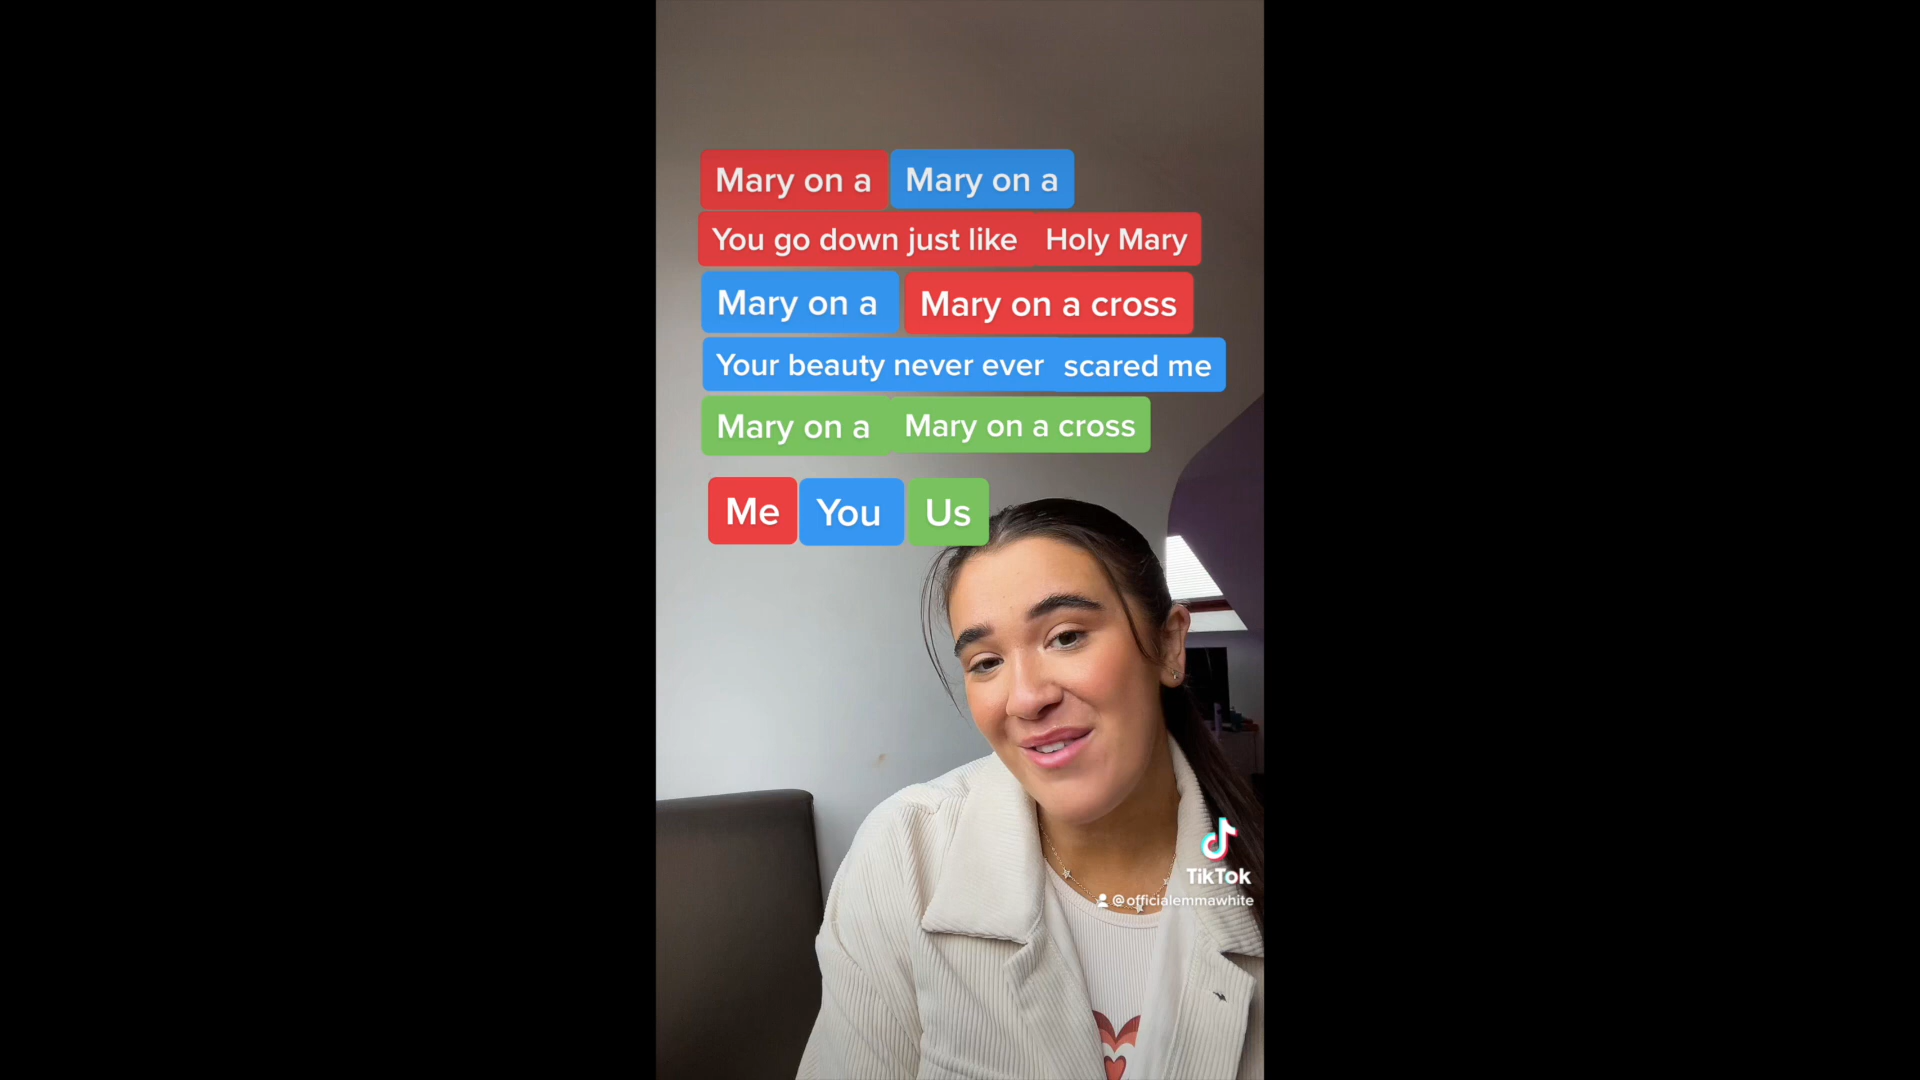 Mary on a Mary on a
You go down just like Holy Mary
Mary on a Mary on a cross
Your beauty never ever scared me
Mary on a Mary on a cross
Me You Us
TikTok
@officialemmawhite